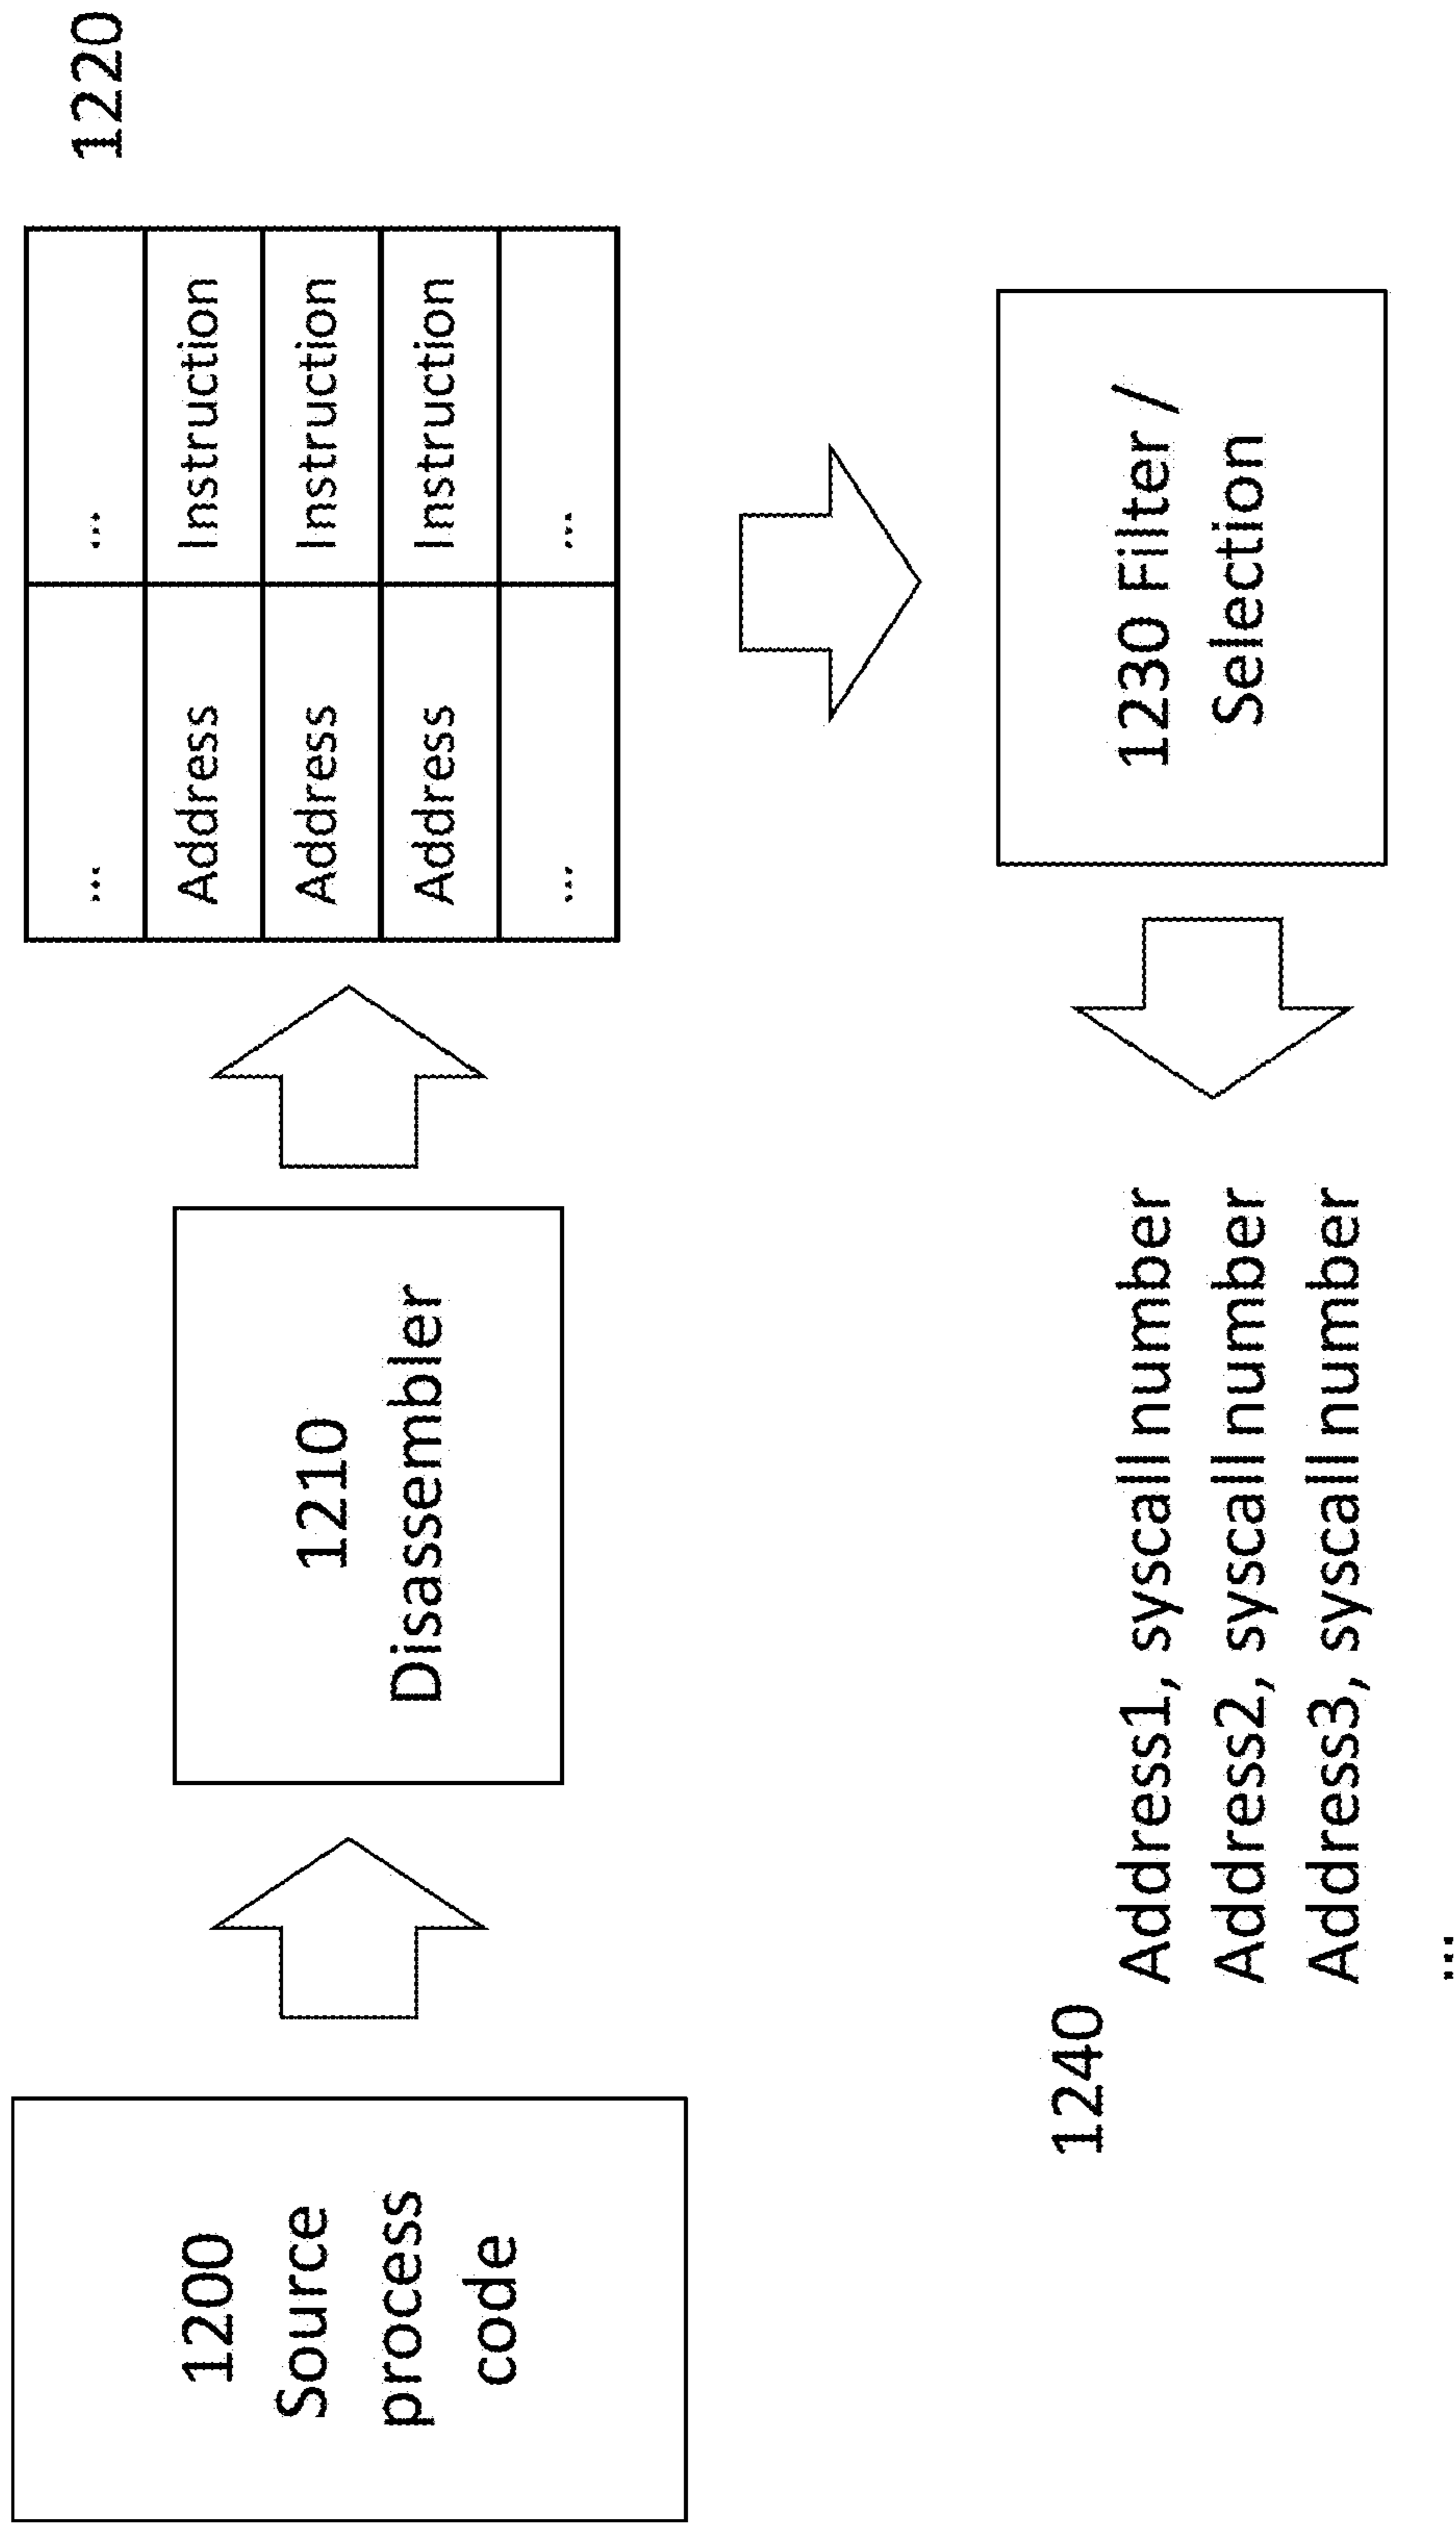 1200
Source
process
code
1210
Disassembler
1220
... ...
Address Instruction
Address Instruction
Address Instruction
... ...
1230 Filter /
Selection
1240
Address1, syscall number
Address2, syscall number
Address3, syscall number
...